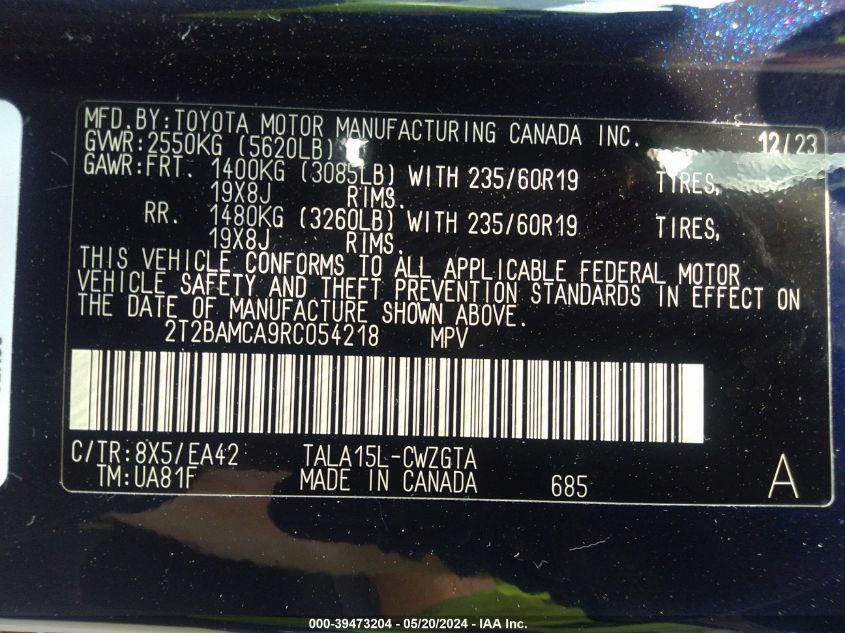 MFD.BY:TOYOTA MOTOR MANUFACTURING CANADA INC. 12/23
GVWR:2550KG (5620LB)
GAWR:FRT. 1400KG (3085LB) WITH 235/60R19 TIRES,
19X8J RIMS.
RR. 1480KG (3260LB) WITH 235/60R19 TIRES,
19X8J RIMS.
THIS VEHICLE CONFORMS TO ALL APPLICABLE FEDERAL MOTOR
VEHICLE SAFETY AND THEFT PREVENTION STANDARDS IN EFFECT ON
THE DATE OF MANUFACTURE SHOWN ABOVE.
2T2BAMCA9RC054218 MPV
C/TR:8X5/EA42 TALA15L-CWZGTA
TM:UA81F MADE IN CANADA 685 A
000-39473204 - 05/20/2024 - IAA Inc.